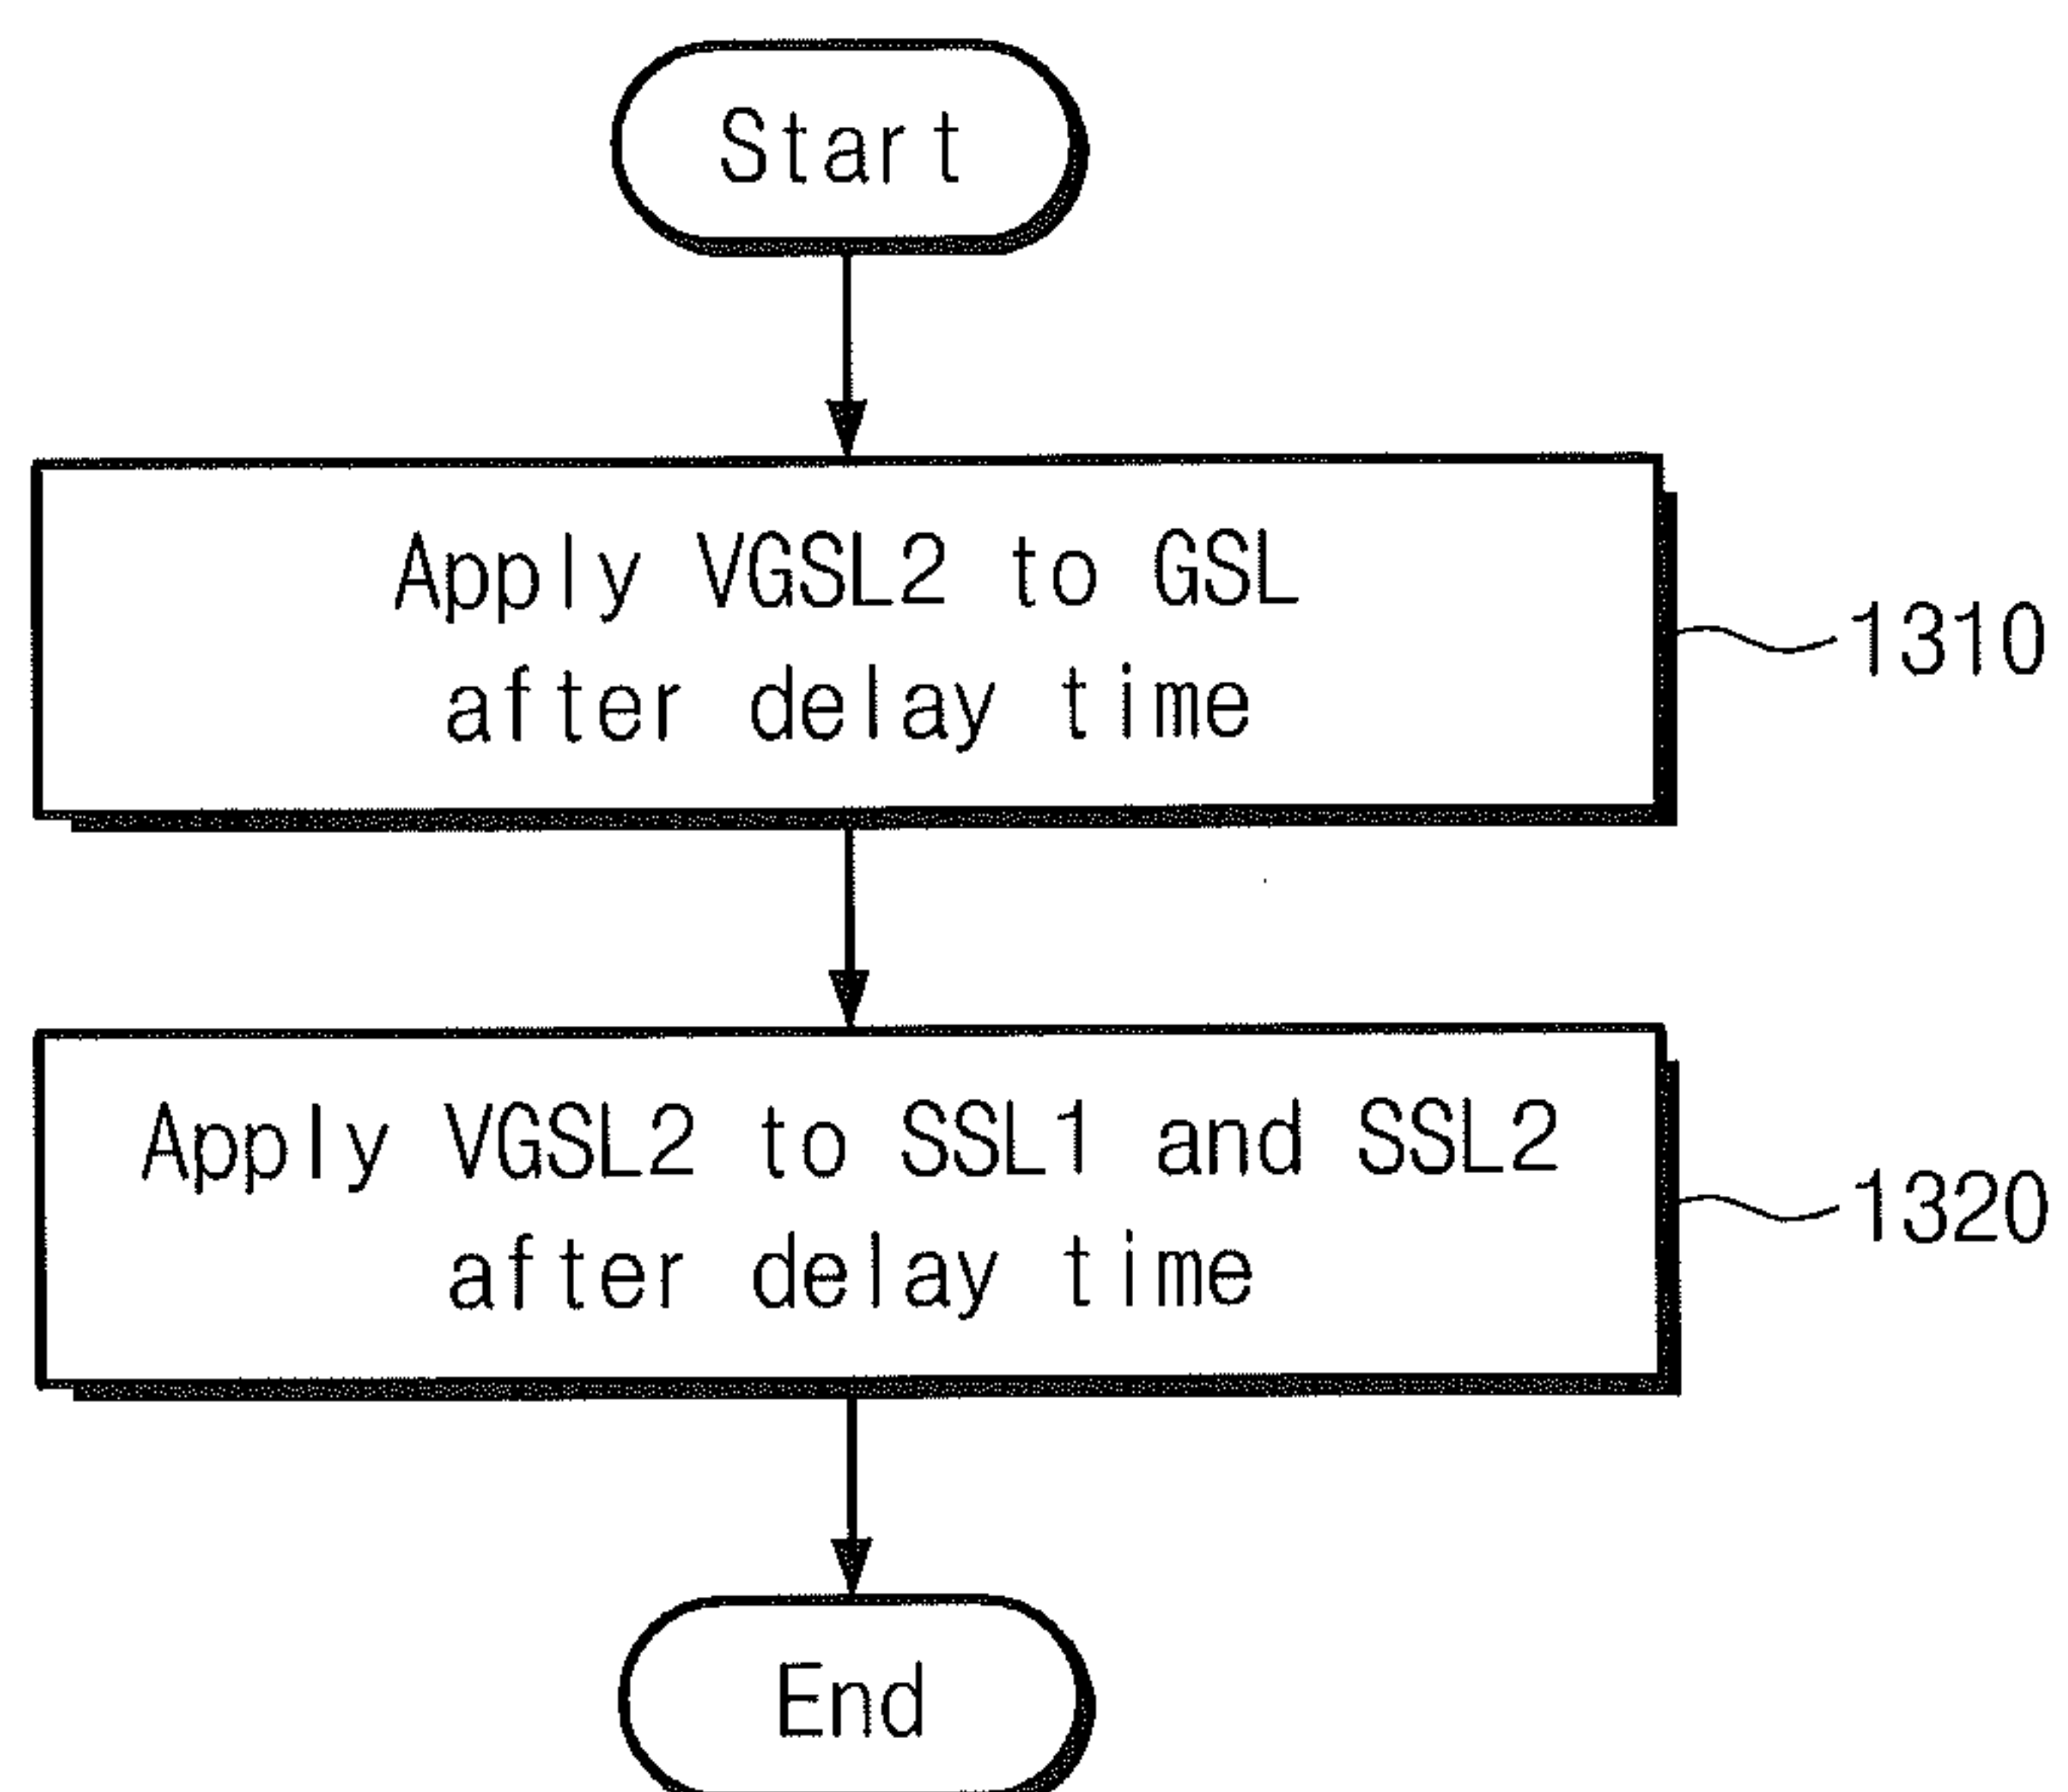 Start
Apply VGSL2 to GSL
after delay time
1310
Apply VGSL2 to SSL1 and SSL2
after delay time
1320
End